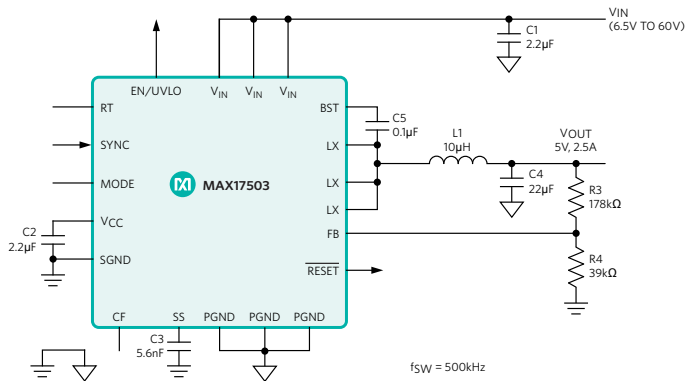 VIN
(6.5V TO 60V)
C1
2.2µF
EN/UVLO
VIN
VIN
VIN
RT
BST
C5
0.1µF
SYNC
LX
L1
10µH
VOUT
5V, 2.5A
MODE
MAX17503
LX
C4
22µF
R3
178kΩ
VCC
LX
C2
2.2µF
FB
SGND
RESET
R4
39kΩ
CF
SS
PGND
PGND
PGND
C3
5.6nF
fSW = 500kHz